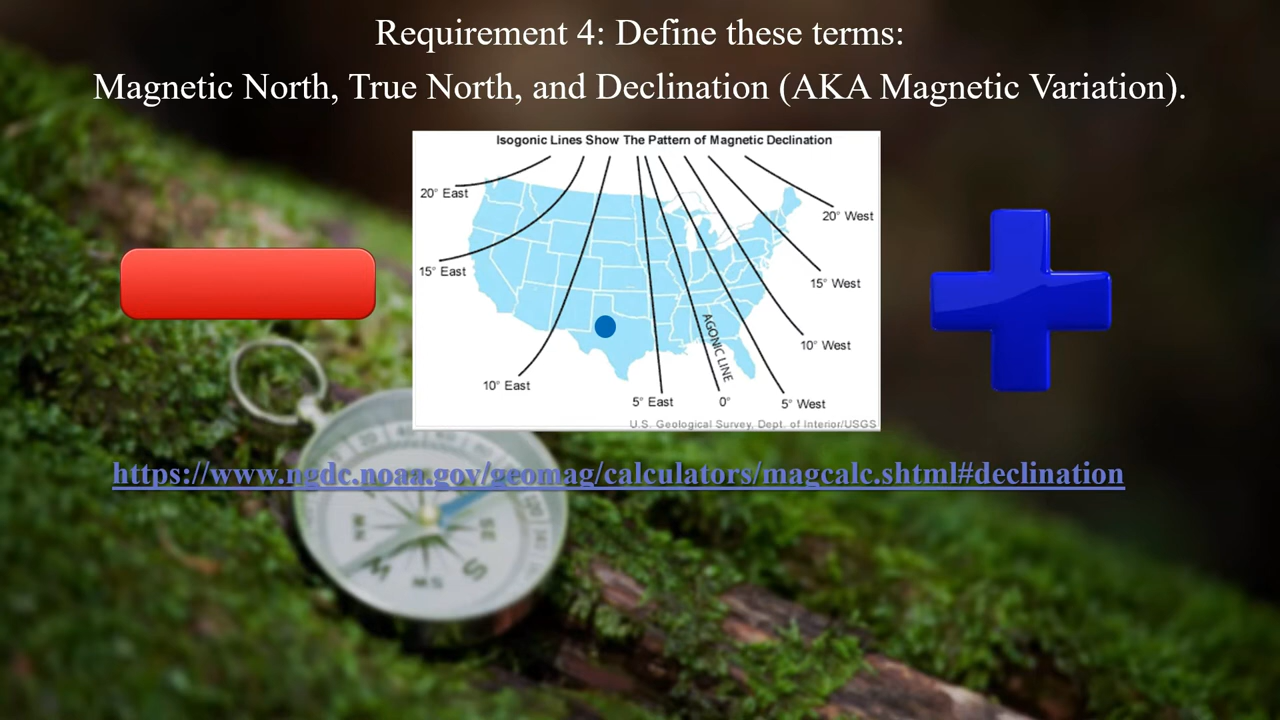 Requirement 4: Define these terms:
Magnetic North, True North, and Declination (AKA Magnetic Variation).
Isogonic Lines Show The Pattern of Magnetic Declination
20° East
20° West
15° East
15° West
AGONIC LINE
10° West
10° East
5° East
0°
5° West
U.S. Geological Survey, Dept. of Interior/USGS
https://www.ngdc.noaa.gov/geomag/calculators/magcalc.shtml#declination
SE
S
SW
W
NW